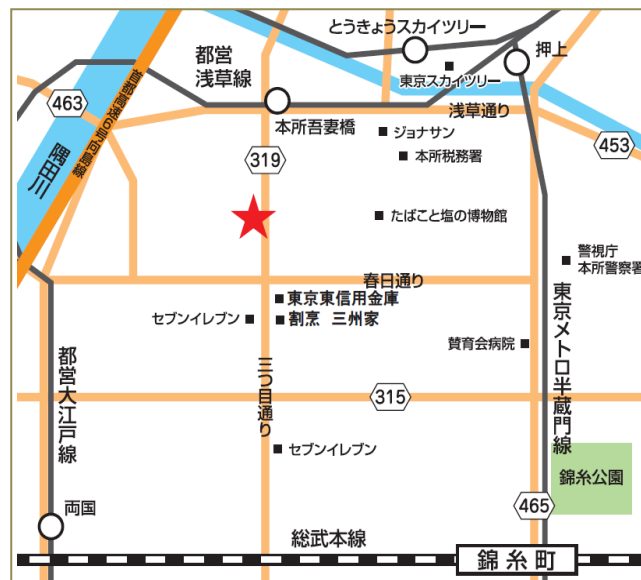 とうきょうスカイツリー
都営
浅草線
押上
東京スカイツリー
463
首都高速6号向島線
浅草通り
本所吾妻橋
ジョナサン
453
隅田川
319
本所税務署
たばこと塩の博物館
警視庁
本所警察署
春日通り
東京東信用金庫
セブンイレブン
割烹 三州家
東京メトロ半蔵門線
賛育会病院
都営大江戸線
三つ目通り
315
セブンイレブン
錦糸公園
465
両国
総武本線
錦糸町